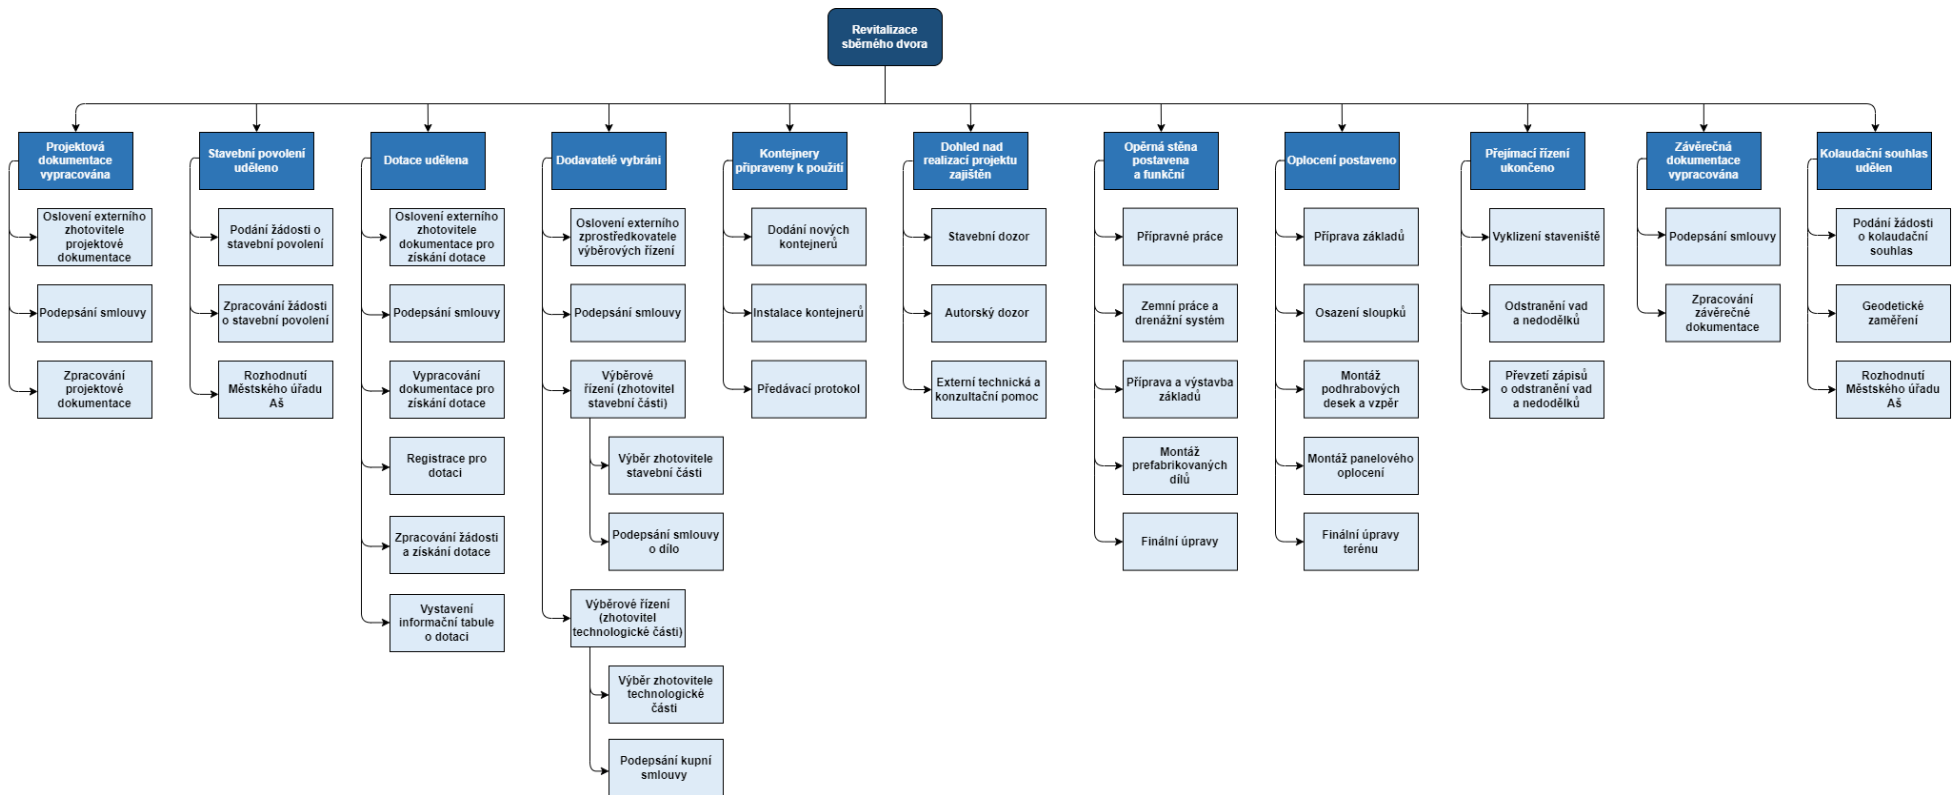 Revitalizace
sběrného dvora
Projektová
dokumentace
vypracována
Oslovení externího
zhotovitele
projektové
dokumentace
Podepsání smlouvy
Zpracování
projektové
dokumentace
Stavební povolení
uděleno
Podání žádosti o
stavební povolení
Zpracování žádosti
o stavební povolení
Rozhodnutí
Městského úřadu
Aš
Dotace udělena
Oslovení externího
zhotovitele
dokumentace pro
získání dotace
Podepsání smlouvy
Vypracování
dokumentace pro
získání dotace
Registrace pro
dotaci
Zpracování žádosti
a získání dotace
Vystavení
informační tabule
o dotaci
Dodavatelé vybráni
Oslovení externího
zprostředkovatele
výběrových řízení
Podepsání smlouvy
Výběrové
řízení (zhotovitel
stavební části)
Výběr zhotovitele
stavební části
Podepsání smlouvy
o dílo
Výběrové řízení
(zhotovitel
technologické části)
Výběr zhotovitele
technologické
části
Podepsání kupní
smlouvy
Kontejnery
připraveny k použití
Dodání nových
kontejnerů
Instalace kontejnerů
Předávací protokol
Dohled nad
realizací projektu
zajištěn
Stavební dozor
Autorský dozor
Externí technická a
konzultační pomoc
Opěrná stěna
postavena
a funkční
Přípravné práce
Zemní práce a
drenážní systém
Příprava a výstavba
základů
Montáž
prefabrikovaných
dílů
Finální úpravy
Oplocení postaveno
Příprava základů
Osazení sloupků
Montáž
podhrabových
desek a vzpěr
Montáž panelového
oplocení
Finální úpravy
terénu
Přejímací řízení
ukončeno
Vyklizení staveniště
Odstranění vad
a nedodělků
Převzetí zápisů
o odstranění vad
a nedodělků
Závěrečná
dokumentace
vypracována
Podepsání smlouvy
Zpracování
závěrečné
dokumentace
Kolaudační souhlas
udělen
Podání žádosti
o kolaudační
souhlas
Geodetické
zaměření
Rozhodnutí
Městského úřadu
Aš